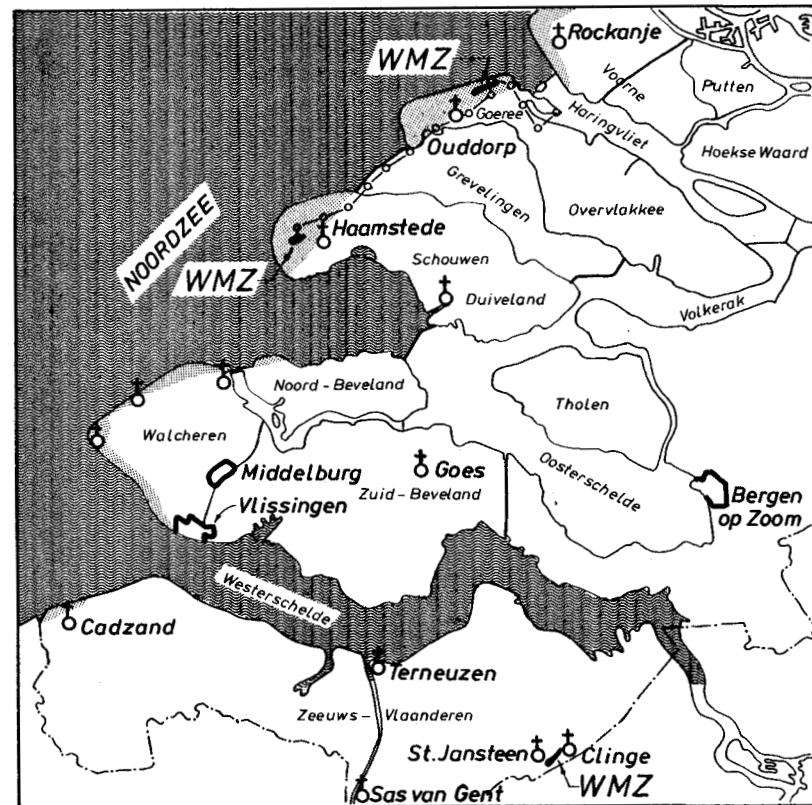 Rockanje
WMZ
Voorne
Putten
Goeree
Haringvliet
Ouddorp
Hoekse Waard
Grevelingen
Overvlakkee
NOORDZEE
Haamstede
WMZ
Schouwen
Duiveland
Volkerak
Noord-Beveland
Tholen
Walcheren
Middelburg
Goes
Oosterschelde
Zuid-Beveland
Vlissingen
Bergen
op Zoom
Westerschelde
Cadzand
Terneuzen
Zeeuws-Vlaanderen
St.Jansteen
Clinge
WMZ
Sas van Gent